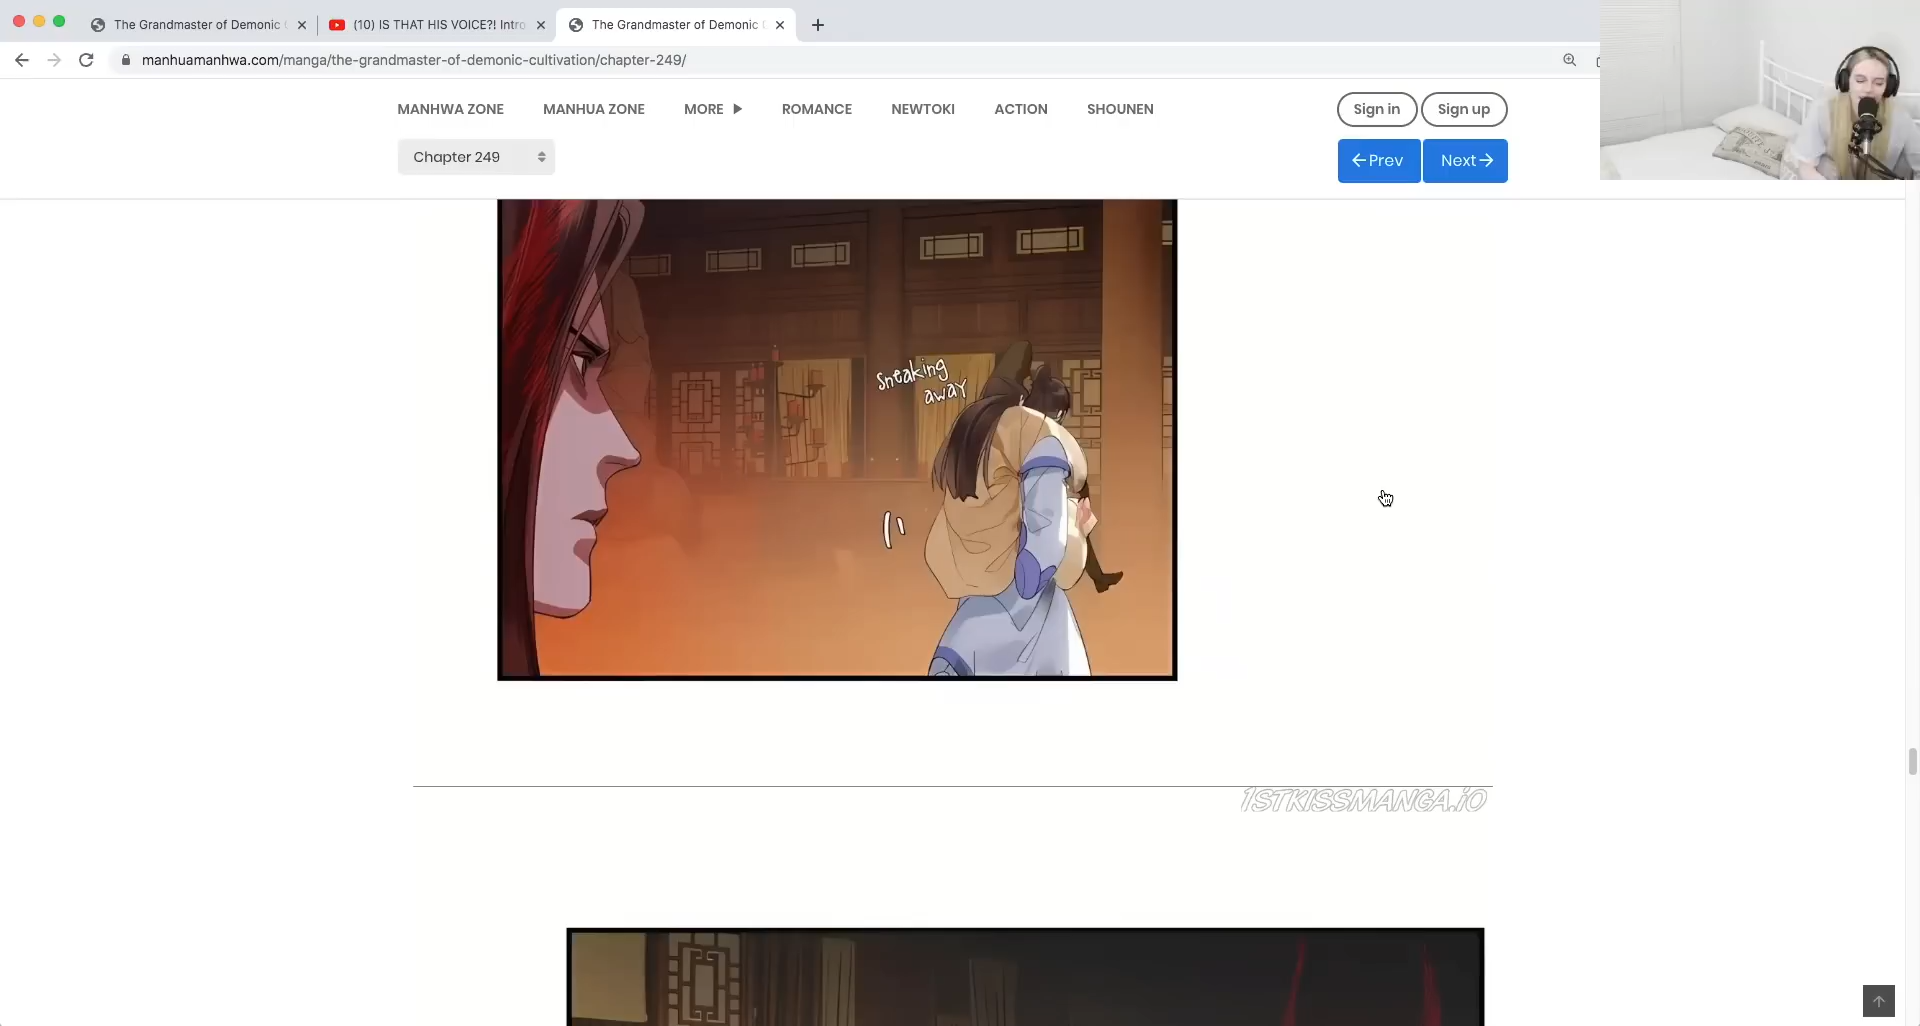 The Grandmaster of Demonic
(10) IS THAT HIS VOICE?! Intro
The Grandmaster of Demonic
manhuamanhwa.com/manga/the-grandmaster-of-demonic-cultivation/chapter-249/
MANHWA ZONE
MANHUA ZONE
MORE
ROMANCE
NEWTOKI
ACTION
SHOUNEN
Sign in
Sign up
Chapter 249
Prev
Next
sneaking
away
1STKISSMANGA.iO